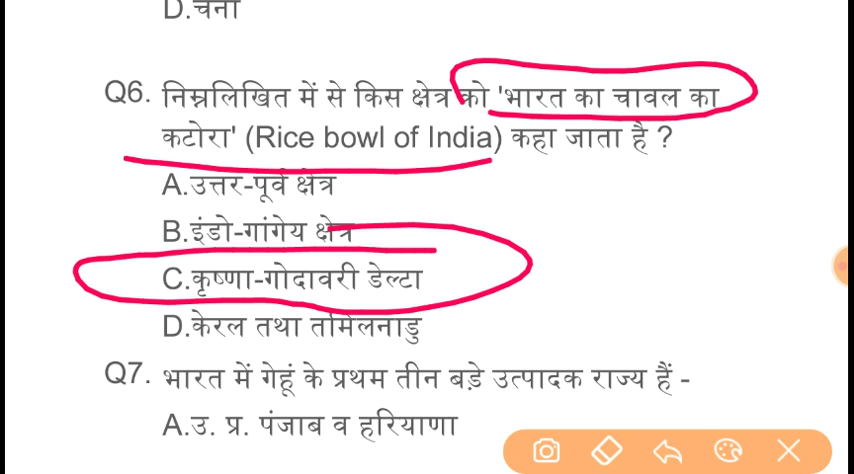 D.चना
Q6. निम्नलिखित में से किस क्षेत्र को 'भारत का चावल का
कटोरा' (Rice bowl of India) कहा जाता है ?
A.उत्तर-पूर्व क्षेत्र
B.इंडो-गांगेय क्षेत्र
C.कृष्णा-गोदावरी डेल्टा
D.केरल तथा तमिलनाडु
Q7. भारत में गेहूं के प्रथम तीन बड़े उत्पादक राज्य हैं -
A.उ. प्र. पंजाब व हरियाणा